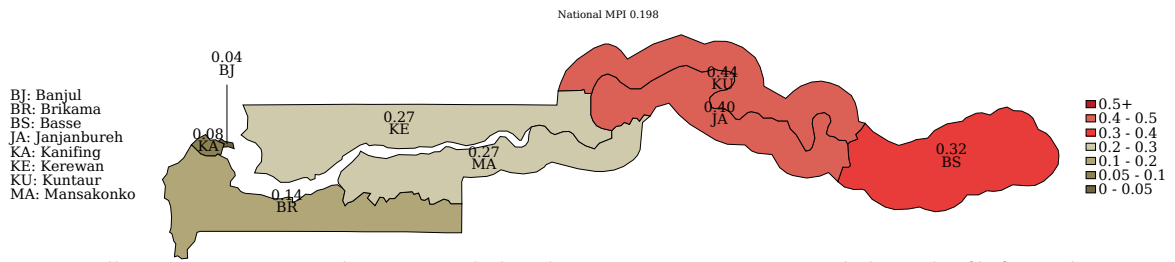 National MPI 0.198
0.04
BJ
BJ: Banjul
BR: Brikama
BS: Basse
JA: Janjanbureh
KA: Kanifing
KE: Kerewan
KU: Kuntaur
MA: Mansakonko
0.08
KA
0.27
KE
0.27
MA
0.14
BR
0.44
KU
0.40
JA
0.32
BS
0.5+
0.4 - 0.5
0.3 - 0.4
0.2 - 0.3
0.1 - 0.2
0.05 - 0.1
0 - 0.05